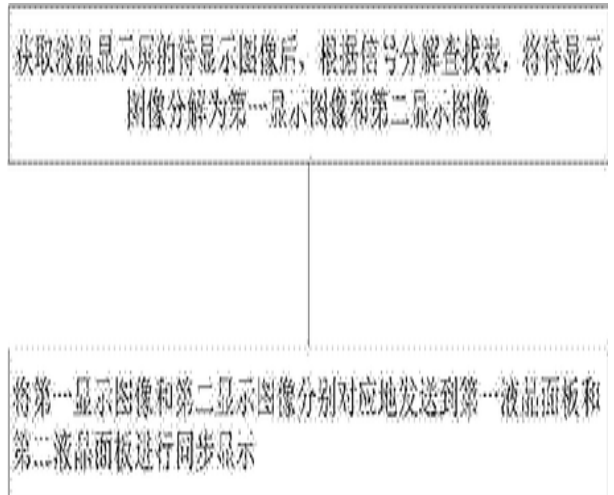 获取液晶显示屏的待显示图像后，根据信号分解查找表，将待显示
图像分解为第一显示图像和第二显示图像
将第一显示图像和第二显示图像分别对应地发送到第一液晶面板和
第二液晶面板进行同步显示